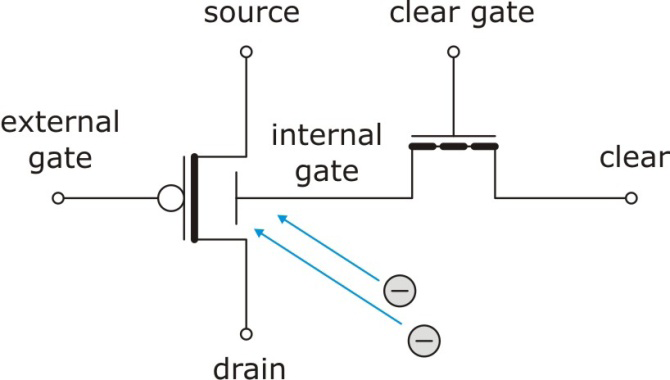 source
clear gate
external
gate
internal
gate
clear
drain